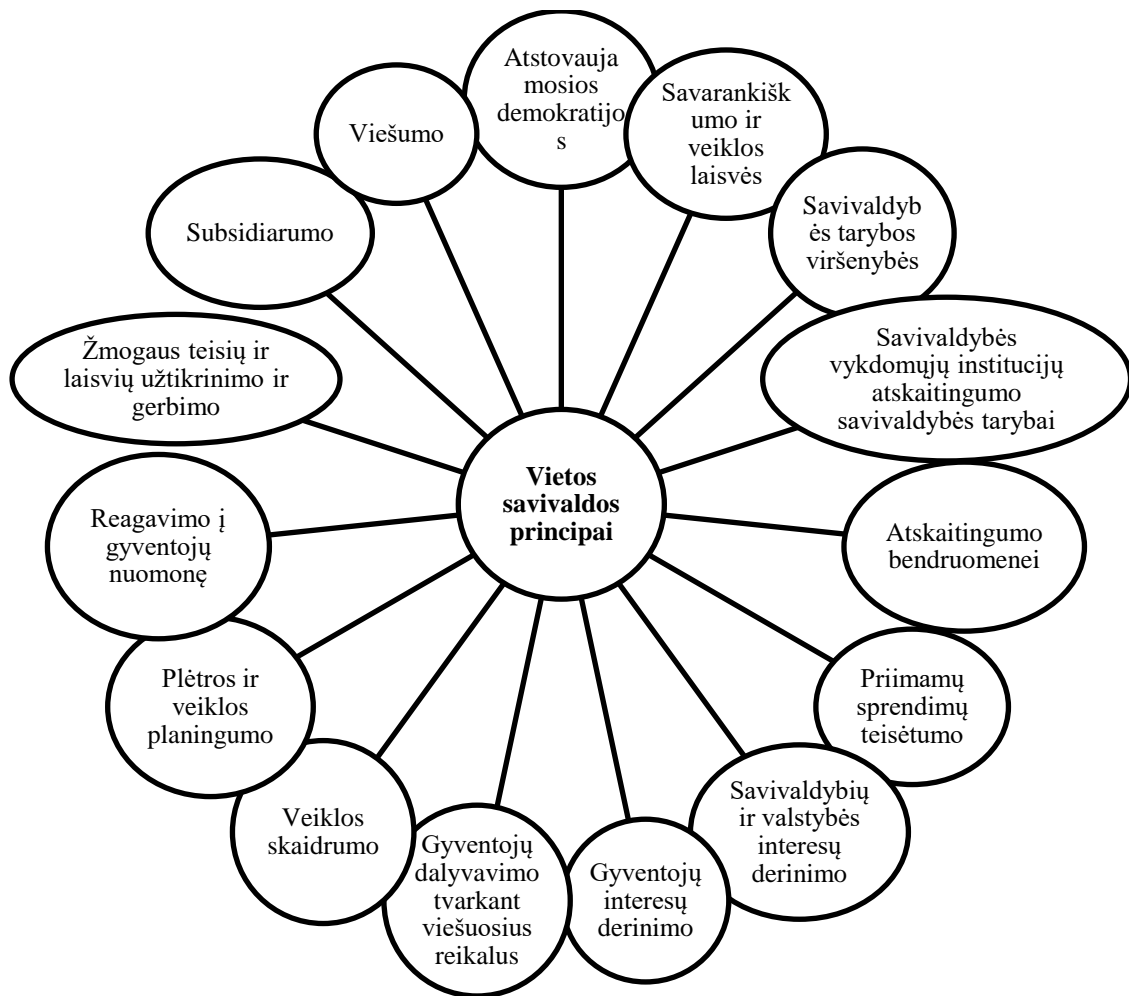 Atstovauja
mosios
demokratijo
s
Savarankišk
umo ir
veiklos
laisvės
Savivaldyb
ės tarybos
viršenybės
Savivaldybės
vykdomųjų institucijų
atskaitingumo
savivaldybės tarybai
Atskaitingumo
bendruomenei
Priimamų
sprendimų
teisėtumo
Savivaldybių
ir valstybės
interesų
derinimo
Gyventojų
interesų
derinimo
Gyventojų
dalyvavimo
tvarkant
viešuosius
reikalus
Veiklos
skaidrumo
Plėtros ir
veiklos
planingumo
Reagavimo į
gyventojų
nuomonę
Žmogaus teisių ir
laisvių užtikrinimo ir
gerbimo
Subsidiarumo
Viešumo
Vietos
savivaldos
principai